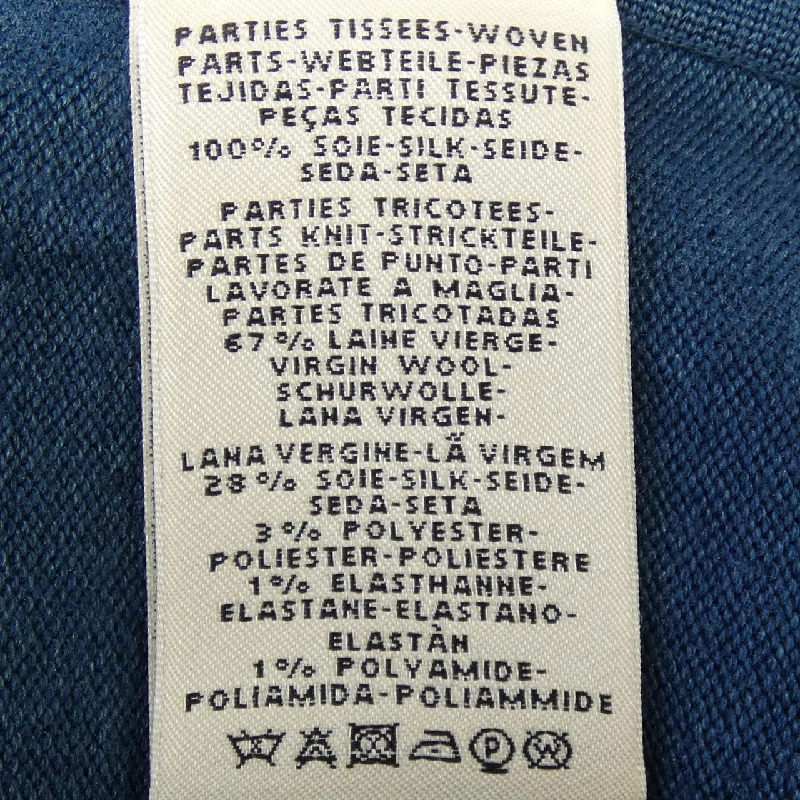 PARTIES TISSEES-WOVEN
PARTS-WEBTEILE-PIEZAS
TEJIDAS-PARTI TESSUTE-
PEÇAS TECIDAS
100% SOIE-SILK-SEIDE-
SEDA-SETA
PARTIES TRICOTEES-
PARTS KNIT-STRICKTEILE-
PARTES DE PUNTO-PARTI
LAVORATE A MAGLIA-
PARTES TRICOTADAS
67% LAINE VIERGE-
VIRGIN WOOL-
SCHURWOLLE-
LANA VIRGEN-
LANA VERGINE-LÃ VIRGEM
28% SOIE-SILK-SEIDE-
SEDA-SETA
3% POLYESTER-
POLIESTER-POLIESTERE
1% ELASTHANNE-
ELASTANE-ELASTANO-
ELASTÀN
1% POLYAMIDE-
POLIAMIDA-POLIAMMIDE
P W